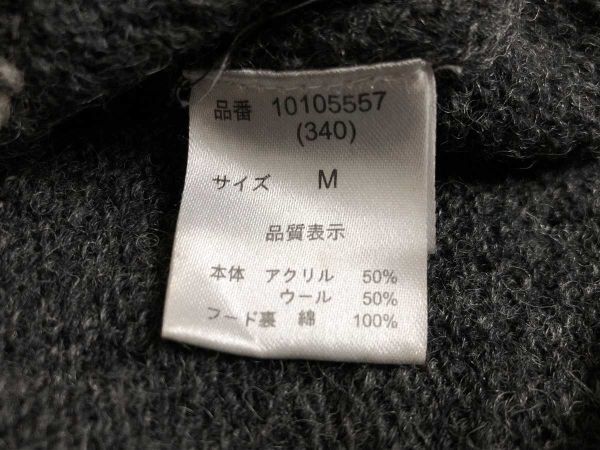 品番 10105557
(340)
サイズ M
品質表示
本体 アクリル 50%
ウール 50%
フード裏 綿 100%